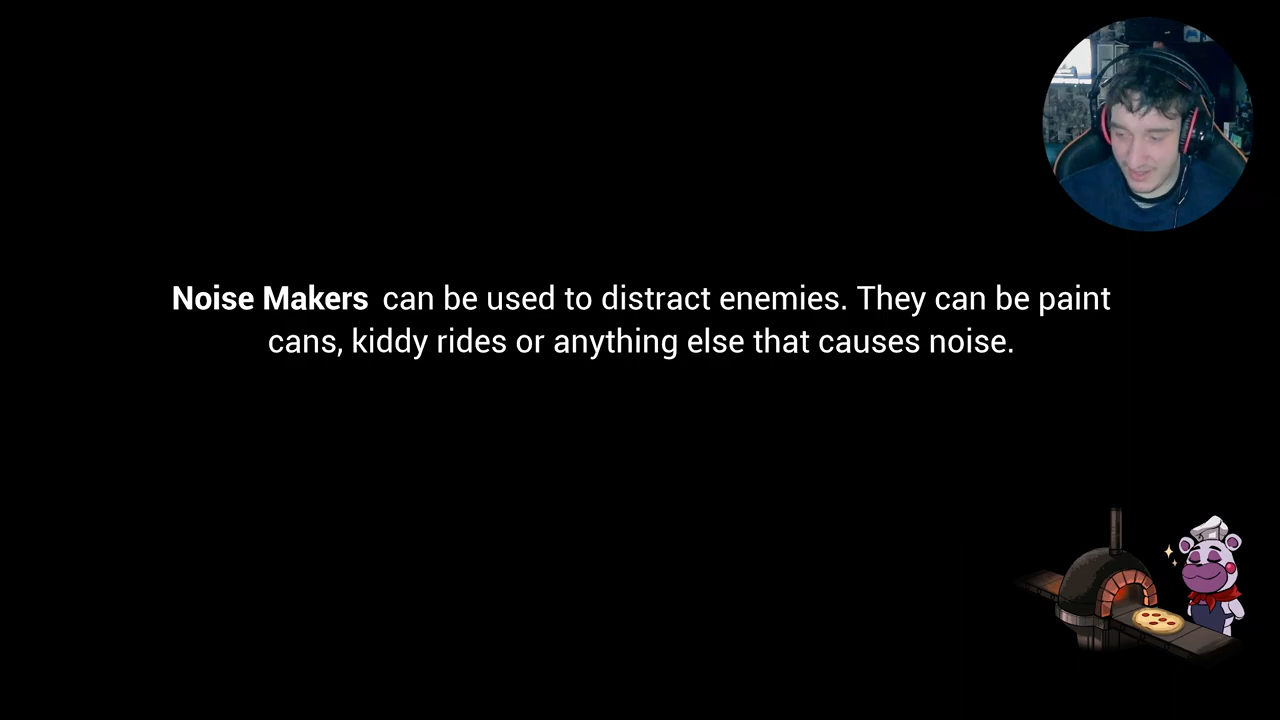 Noise Makers can be used to distract enemies. They can be paint
cans, kiddy rides or anything else that causes noise.